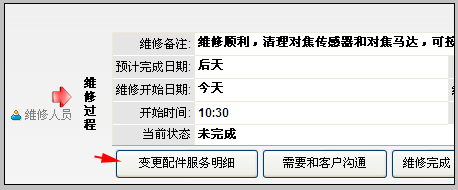 维修人员
维修过程
维修备注: 维修顺利，清理对焦传感器和对焦马达，可按
预计完成日期: 后天
维修开始日期: 今天
开始时间: 10:30
当前状态 未完成
变更配件服务明细 需要和客户沟通 维修完成